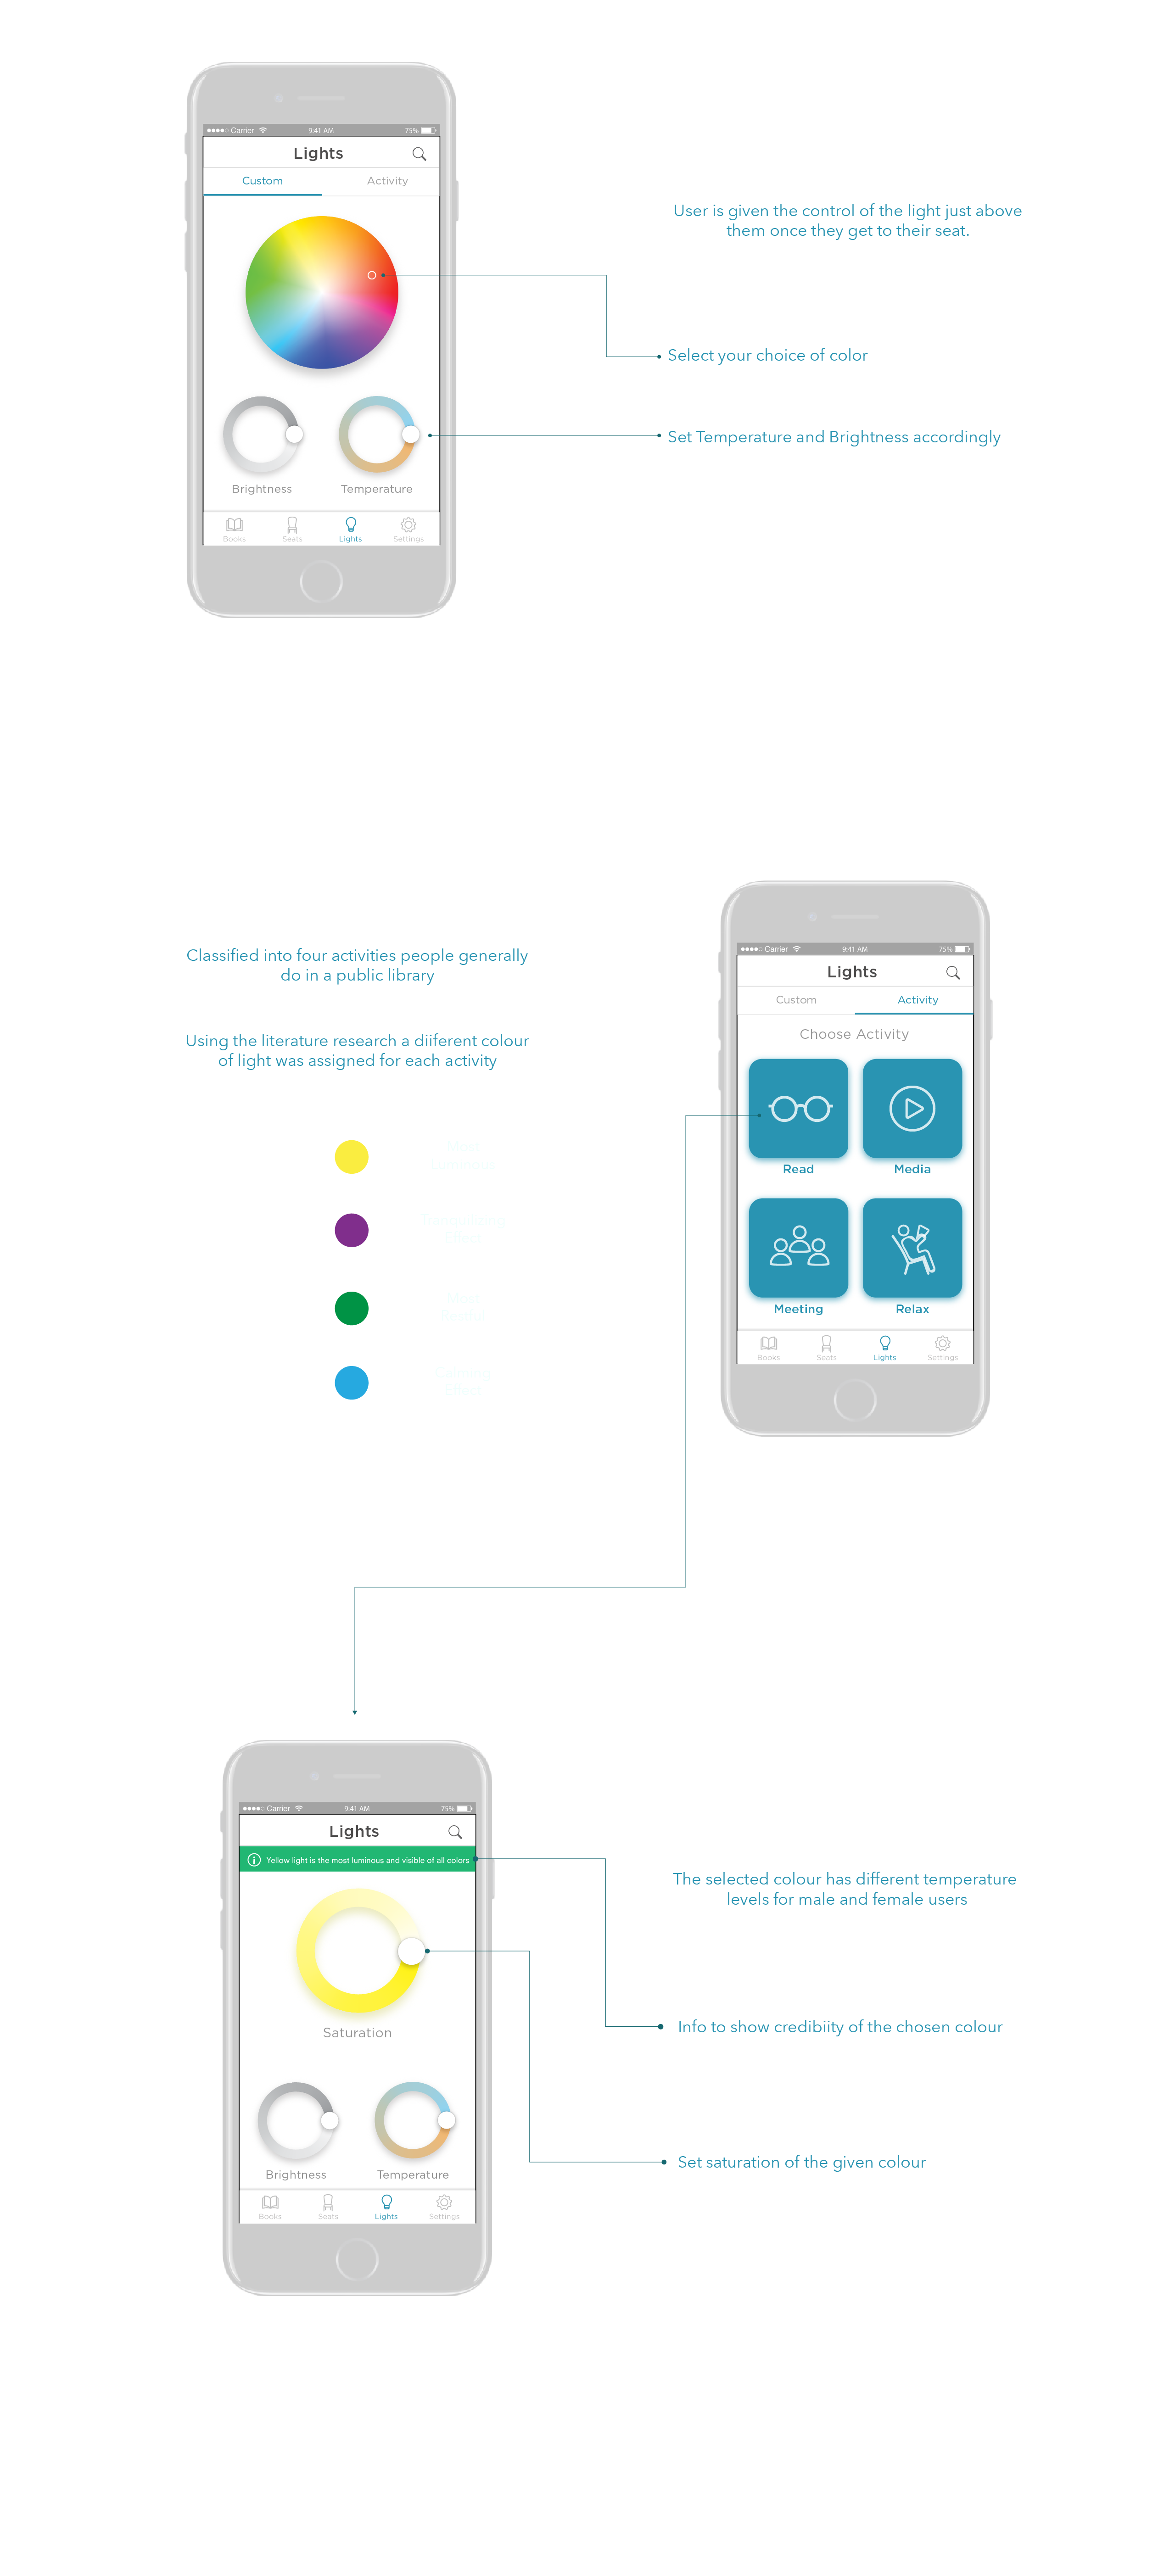 Carrier 9:41 AM 75%
Lights
Custom Activity
User is given the control of the light just above
them once they get to their seat.
Select your choice of color
Set Temperature and Brightness accordingly
Brightness Temperature
Books Seats Lights Settings
Classified into four activities people generally
do in a public library
Using the literature research a diifferent colour
of light was assigned for each activity
Most
Effect
Most
Effect
Carrier 9:41 AM 75%
Lights
Custom Activity
Choose Activity
Read Media
Meeting Relax
Books Seats Lights Settings
Carrier 9:41 AM 75%
Lights
Yellow light is the most luminous and visible of all colors
The selected colour has different temperature
levels for male and female users
Saturation
Info to show credibiity of the chosen colour
Set saturation of the given colour
Brightness Temperature
Books Seats Lights Settings